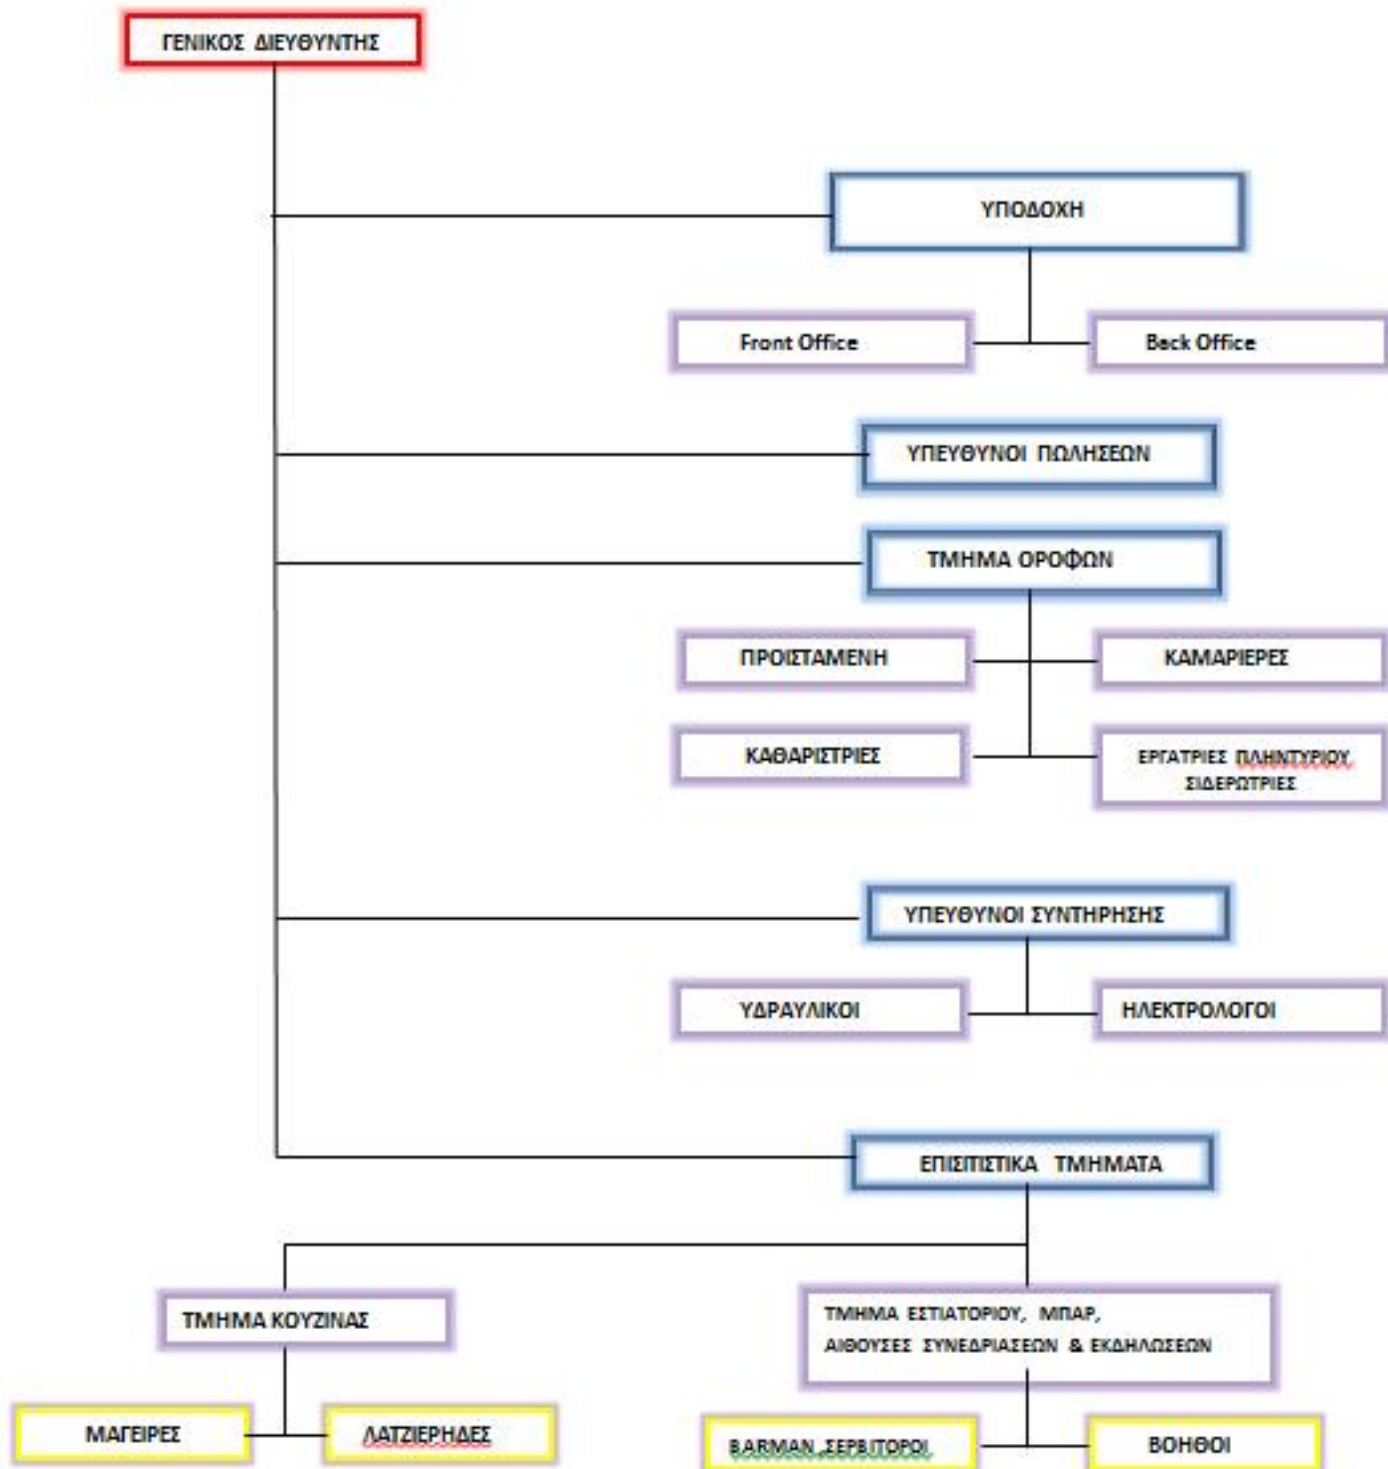 ΓΕΝΙΚΟΣ ΔΙΕΥΘΥΝΤΗΣ
ΥΠΟΔΟΧΗ
Front Office
Back Office
ΥΠΕΥΘΥΝΟΙ ΠΩΛΗΣΕΩΝ
ΤΜΗΜΑ ΟΡΟΦΩΝ
ΠΡΟΙΣΤΑΜΕΝΗ
ΚΑΜΑΡΙΕΡΕΣ
ΚΑΘΑΡΙΣΤΡΙΕΣ
ΕΡΓΑΤΡΙΕΣ ΠΛΗΝΤΥΡΙΟΥ
ΣΙΔΕΡΩΤΡΙΕΣ
ΥΠΕΥΘΥΝΟΙ ΣΥΝΤΗΡΗΣΗΣ
ΥΔΡΑΥΛΙΚΟΙ
ΗΛΕΚΤΡΟΛΟΓΟΙ
ΕΠΙΣΙΤΙΣΤΙΚΑ ΤΜΗΜΑΤΑ
ΤΜΗΜΑ ΚΟΥΖΙΝΑΣ
ΤΜΗΜΑ ΕΣΤΙΑΤΟΡΙΟΥ, ΜΠΑΡ,
ΑΙΘΟΥΣΕΣ ΣΥΝΕΔΡΙΑΣΕΩΝ & ΕΚΔΗΛΩΣΕΩΝ
ΜΑΓΕΙΡΕΣ
ΛΑΤΖΙΕΡΗΔΕΣ
BARMAN ,ΣΕΡΒΙΤΟΡΟΙ
ΒΟΗΘΟΙ